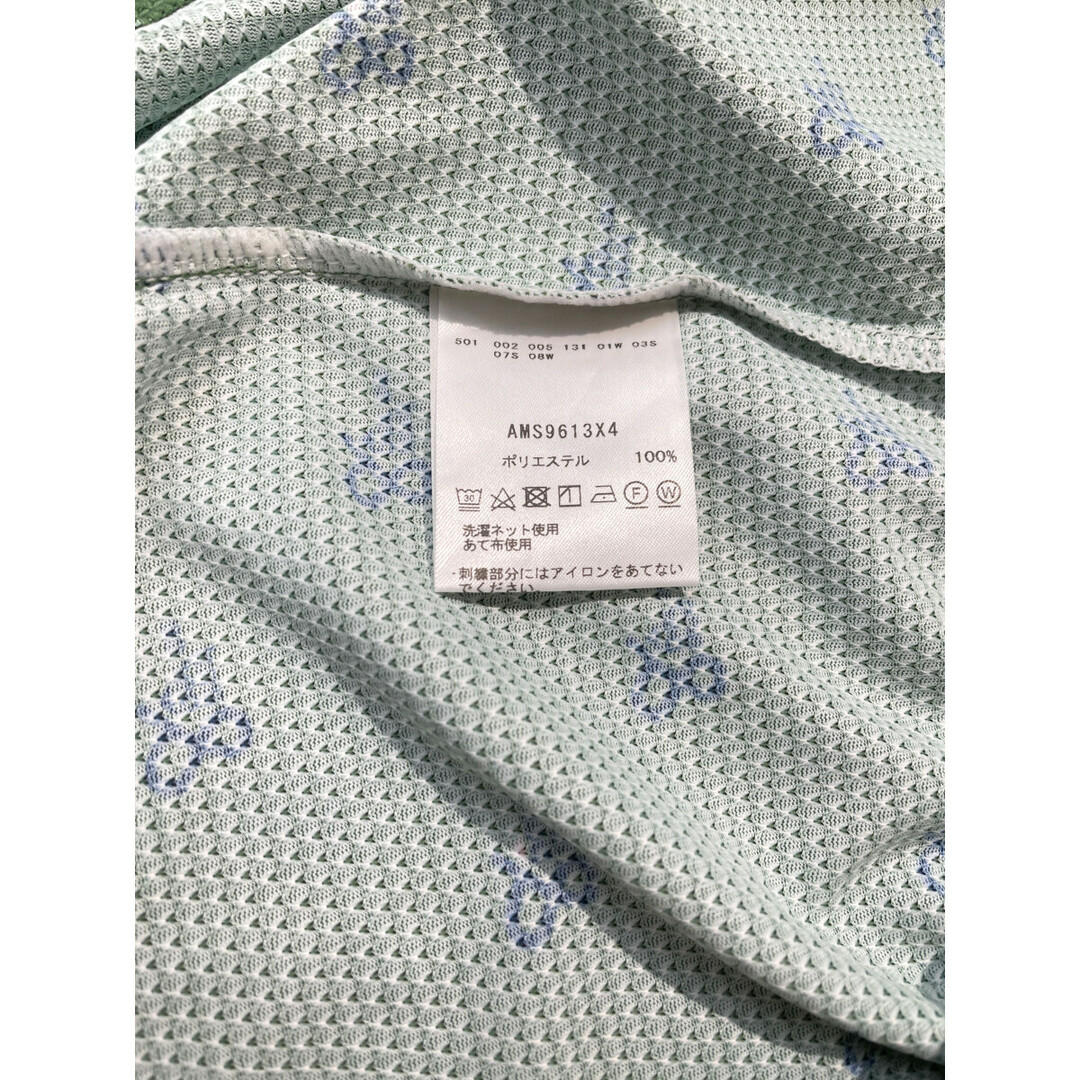 501 002 005 131 01W 03S
07S 08W
AMS9613X4
ポリエステル 100%
30 F W
洗濯ネット使用
あて布使用
・刺繍部分にはアイロンをあてない
でください